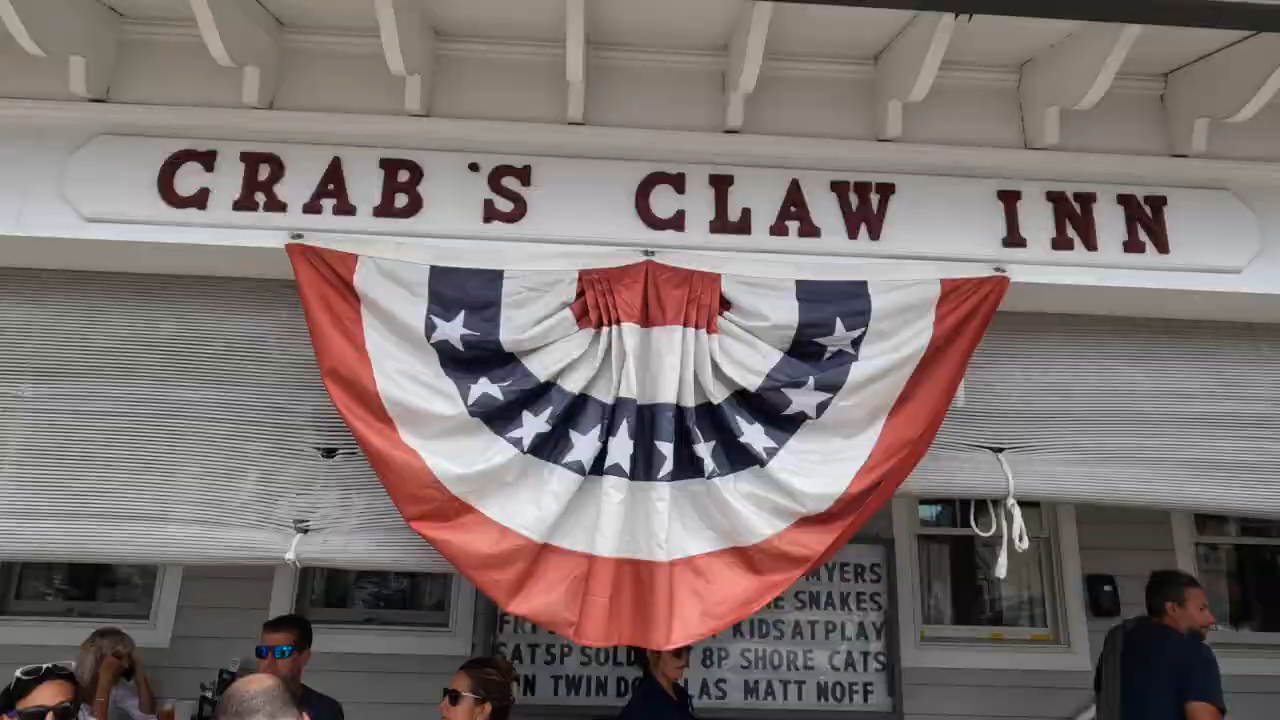 CRAB'S CLAW INN
MYERS
SNAKES
KIDS AT PLAY
SAT 5P SOLD 8P SHORE CATS
TWIN LAS MATT NOFF